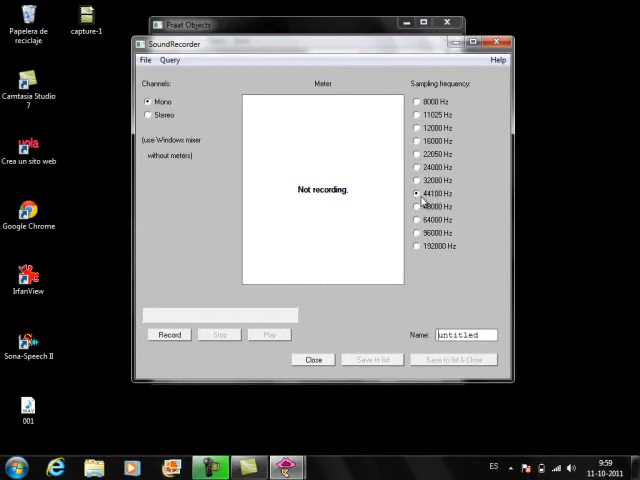 Papelera de
reciclaje
capture-1
Camtasia Studio
7
uola
Crea un sito web
Google Chrome
IrfanView
Sona-Speech II
WAV
001
Praat Objects
SoundRecorder
File Query Help
Channels:
Mono
Stereo
(use Windows mixer
without meters)
Meter
Not recording.
Sampling frequency:
8000 Hz
11025 Hz
12000 Hz
16000 Hz
22050 Hz
24000 Hz
32000 Hz
44100 Hz
48000 Hz
64000 Hz
96000 Hz
192000 Hz
Record Stop Play
Name: untitled
Close Save to list Save to list & Close
ES
9:59
11-10-2011